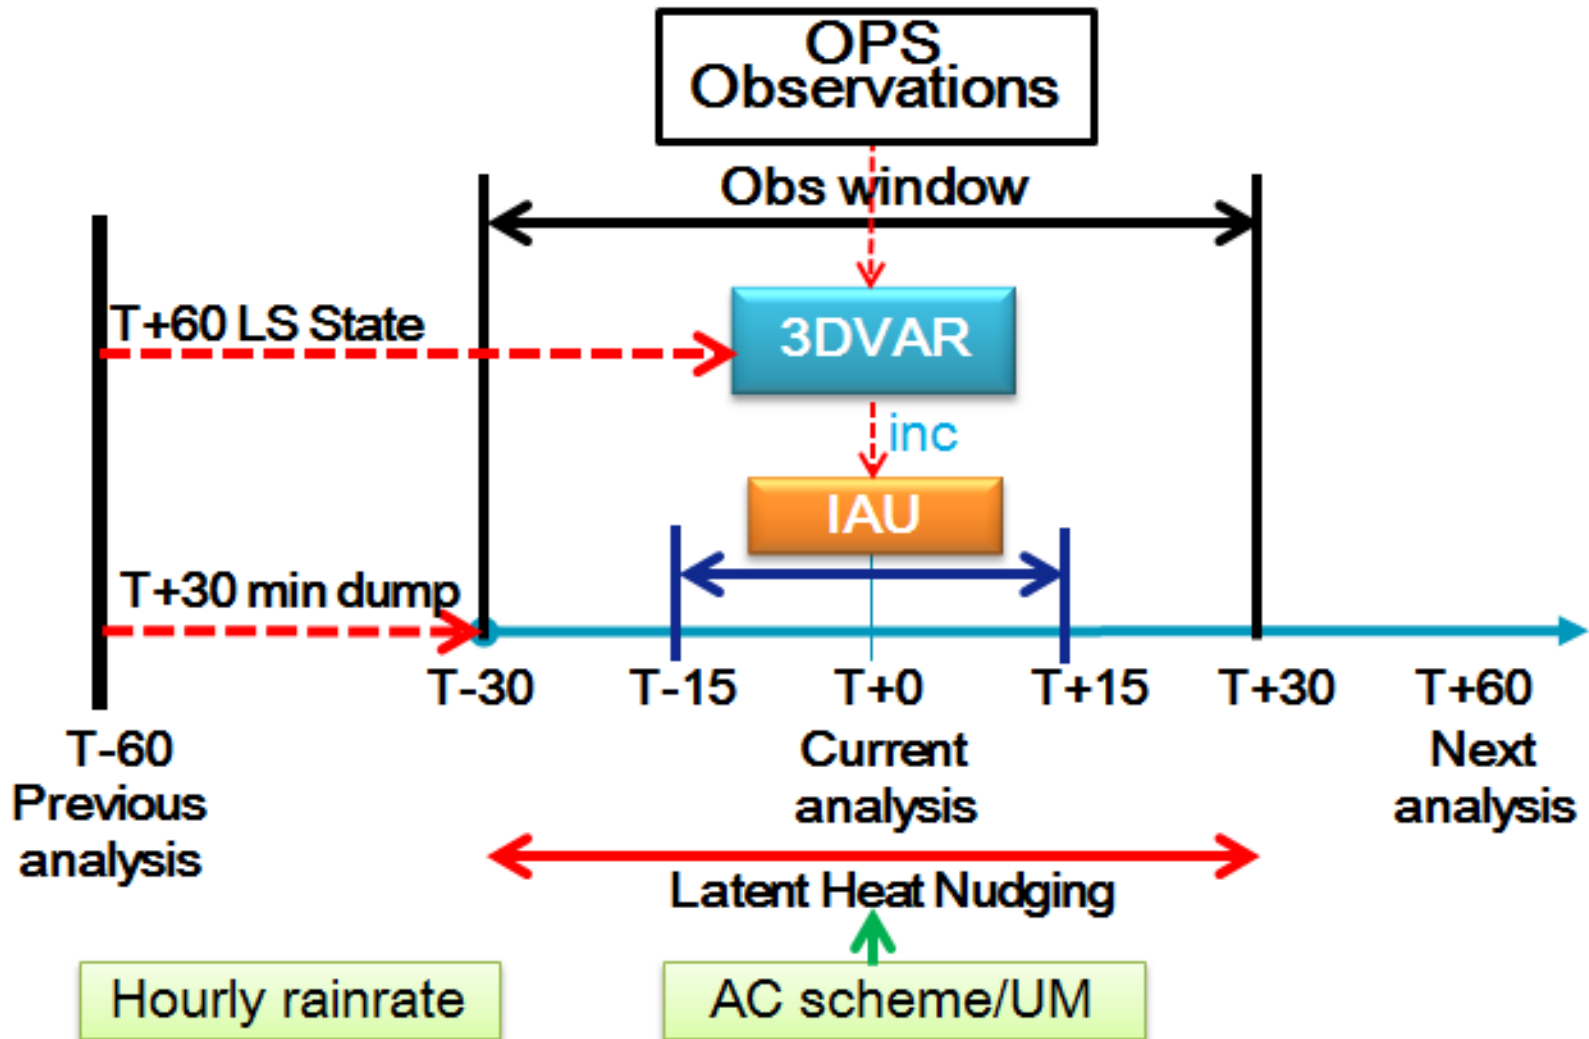 OPS
Observations
Obs window
T+60 LS State
3DVAR
inc
IAU
T+30 min dump
T-30 T-15 T+0 T+15 T+30 T+60
T-60
Previous
analysis
Current
analysis
Next
analysis
Latent Heat Nudging
Hourly rainrate
AC scheme/UM